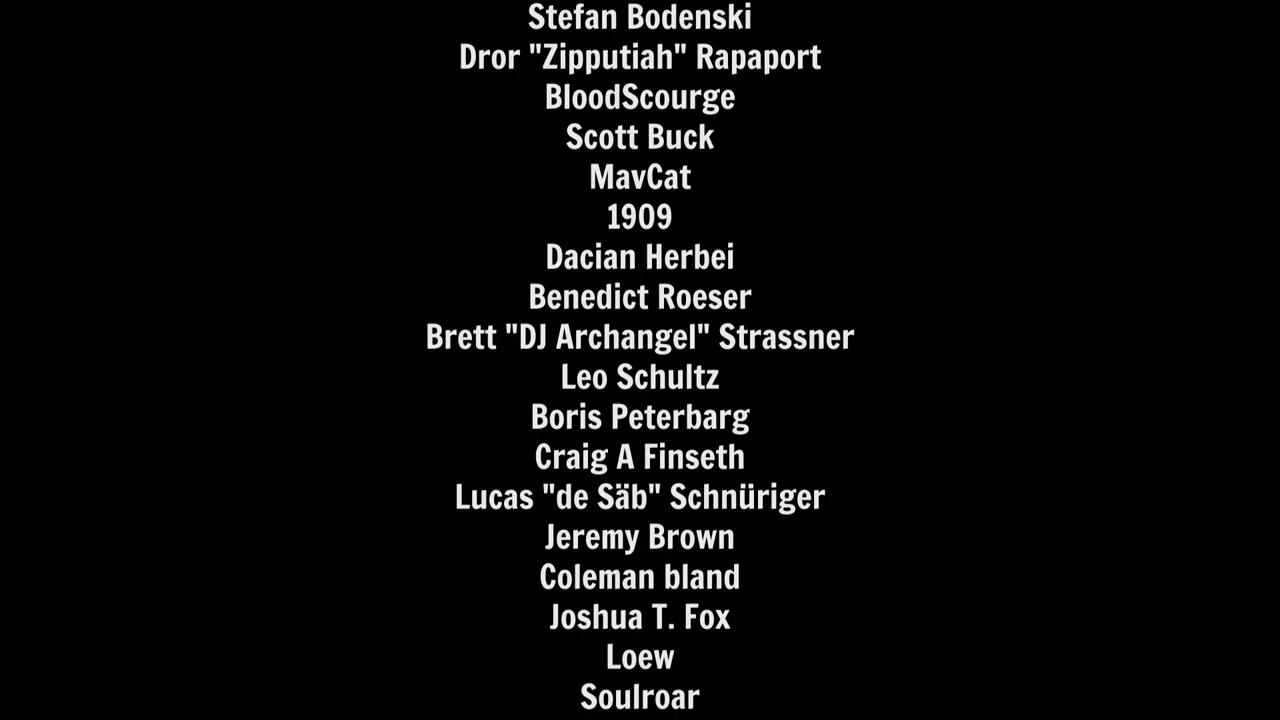 Stefan Bodenski
Dror "Zipputiah" Rapaport
BloodScourge
Scott Buck
MavCat
1909
Dacian Herbei
Benedict Roeser
Brett "DJ Archangel" Strassner
Leo Schultz
Boris Peterbarg
Craig A Finseth
Lucas "de Säb" Schnüriger
Jeremy Brown
Coleman bland
Joshua T. Fox
Loew
Soulroar